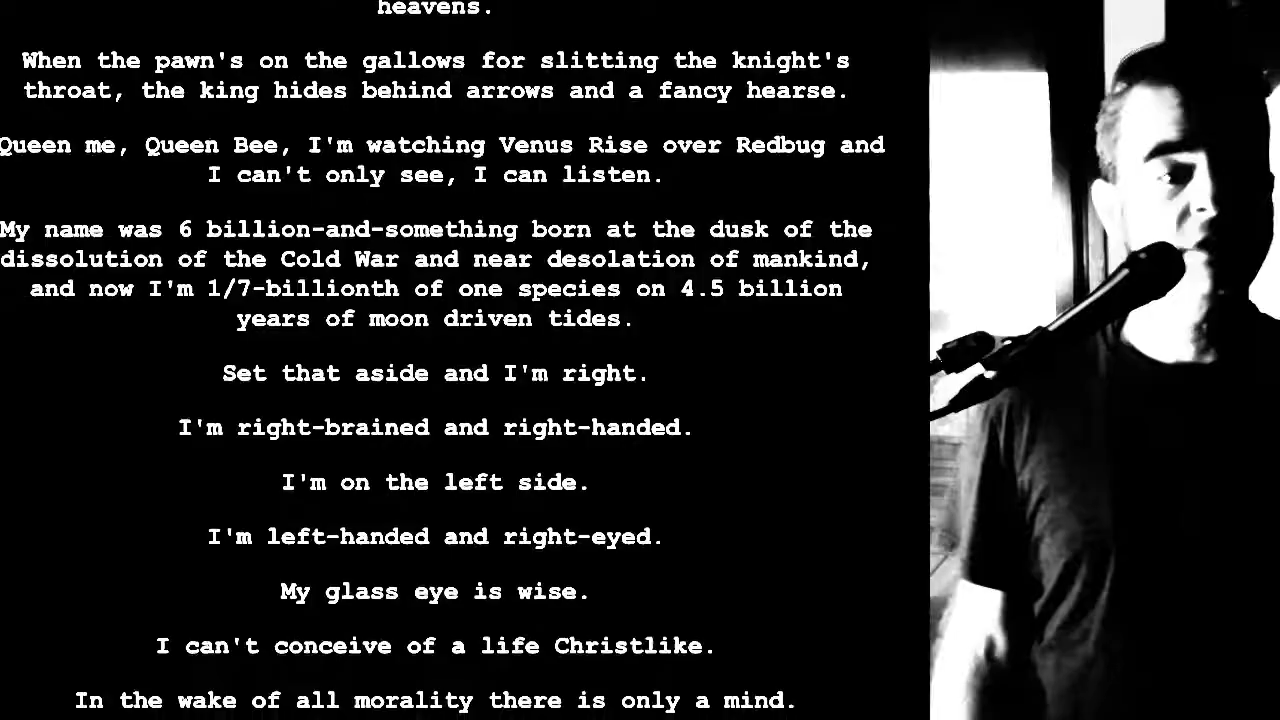 heavens.
When the pawn's on the gallows for slitting the knight's
throat, the king hides behind arrows and a fancy hearse.
Queen me, Queen Bee, I'm watching Venus Rise over Redbug and
I can't only see, I can listen.
My name was 6 billion-and-something born at the dusk of the
dissolution of the Cold War and near desolation of mankind,
and now I'm 1/7-billionth of one species on 4.5 billion
years of moon driven tides.
Set that aside and I'm right.
I'm right-brained and right-handed.
I'm on the left side.
I'm left-handed and right-eyed.
My glass eye is wise.
I can't conceive of a life Christlike.
In the wake of all morality there is only a mind.